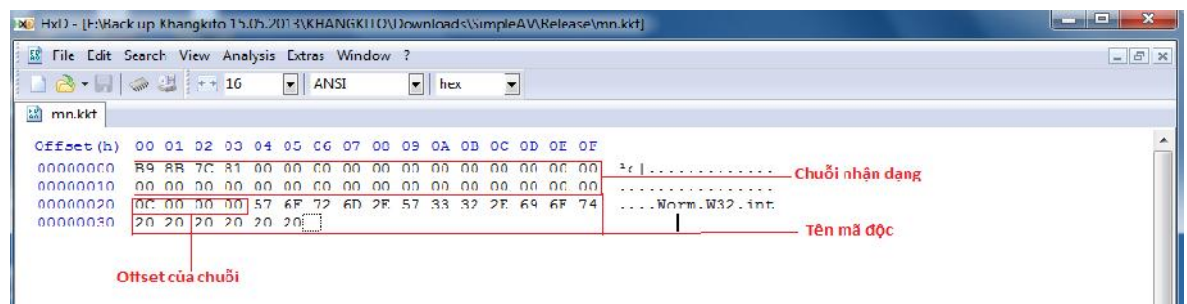 HxD - [F:\Back up Khangkito 15.05.2013\KHANGKITO\Downloads\SimpleAV\Release\mn.kkt]
File Edit Search View Analysis Extras Window ?
16 ANSI hex
mn.kkt
Offset(h) 00 01 02 03 04 05 06 07 08 09 0A 0B 0C 0D 0E 0F
00000000 B9 8B 7C 81 00 00 00 00 00 00 00 00 00 00 00 00 ¹‹|............. Chuỗi nhận dạng
00000010 00 00 00 00 00 00 00 00 00 00 00 00 00 00 00 00 ................
00000020 0C 00 00 00 57 6F 72 6D 2E 57 33 32 2E 69 6E 74 ....Worm.W32.int
00000030 20 20 20 20 20 20
Tên mã độc
Offset của chuỗi